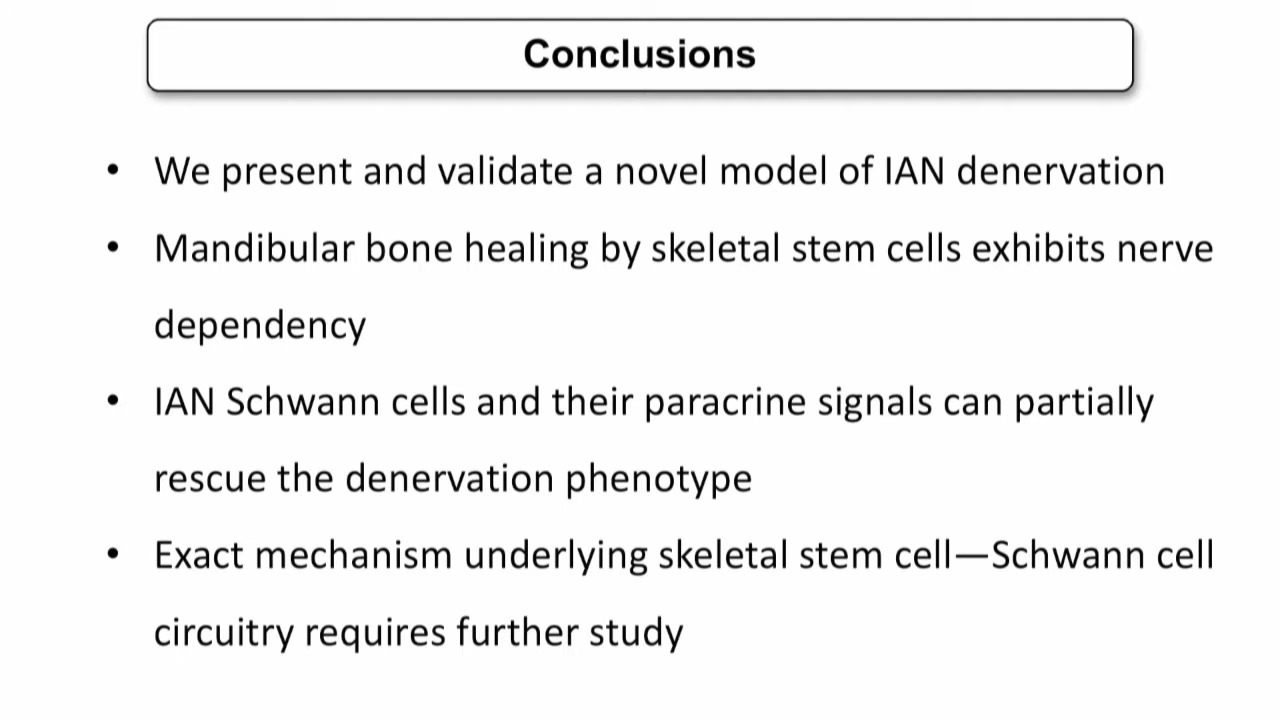 Conclusions
• We present and validate a novel model of IAN denervation
• Mandibular bone healing by skeletal stem cells exhibits nerve
dependency
• IAN Schwann cells and their paracrine signals can partially
rescue the denervation phenotype
• Exact mechanism underlying skeletal stem cell—Schwann cell
circuitry requires further study